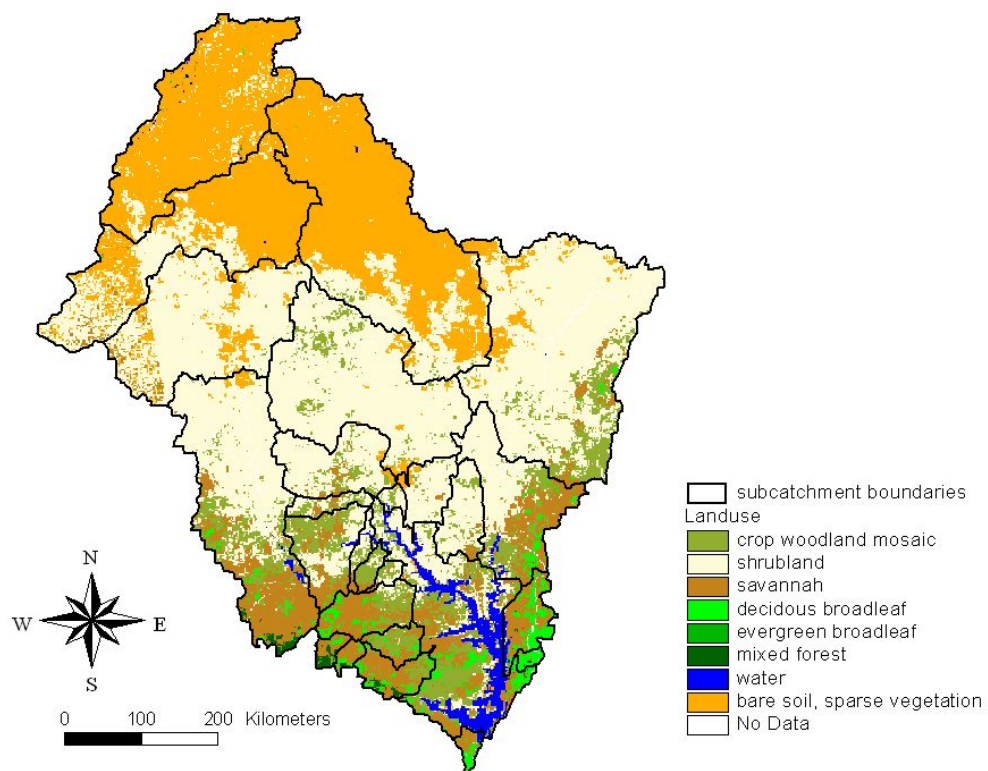 subcatchment boundaries
Landuse
crop woodland mosaic
shrubland
savannah
decidous broadleaf
evergreen broadleaf
mixed forest
water
bare soil, sparse vegetation
No Data
N
W E
S
0 100 200 Kilometers